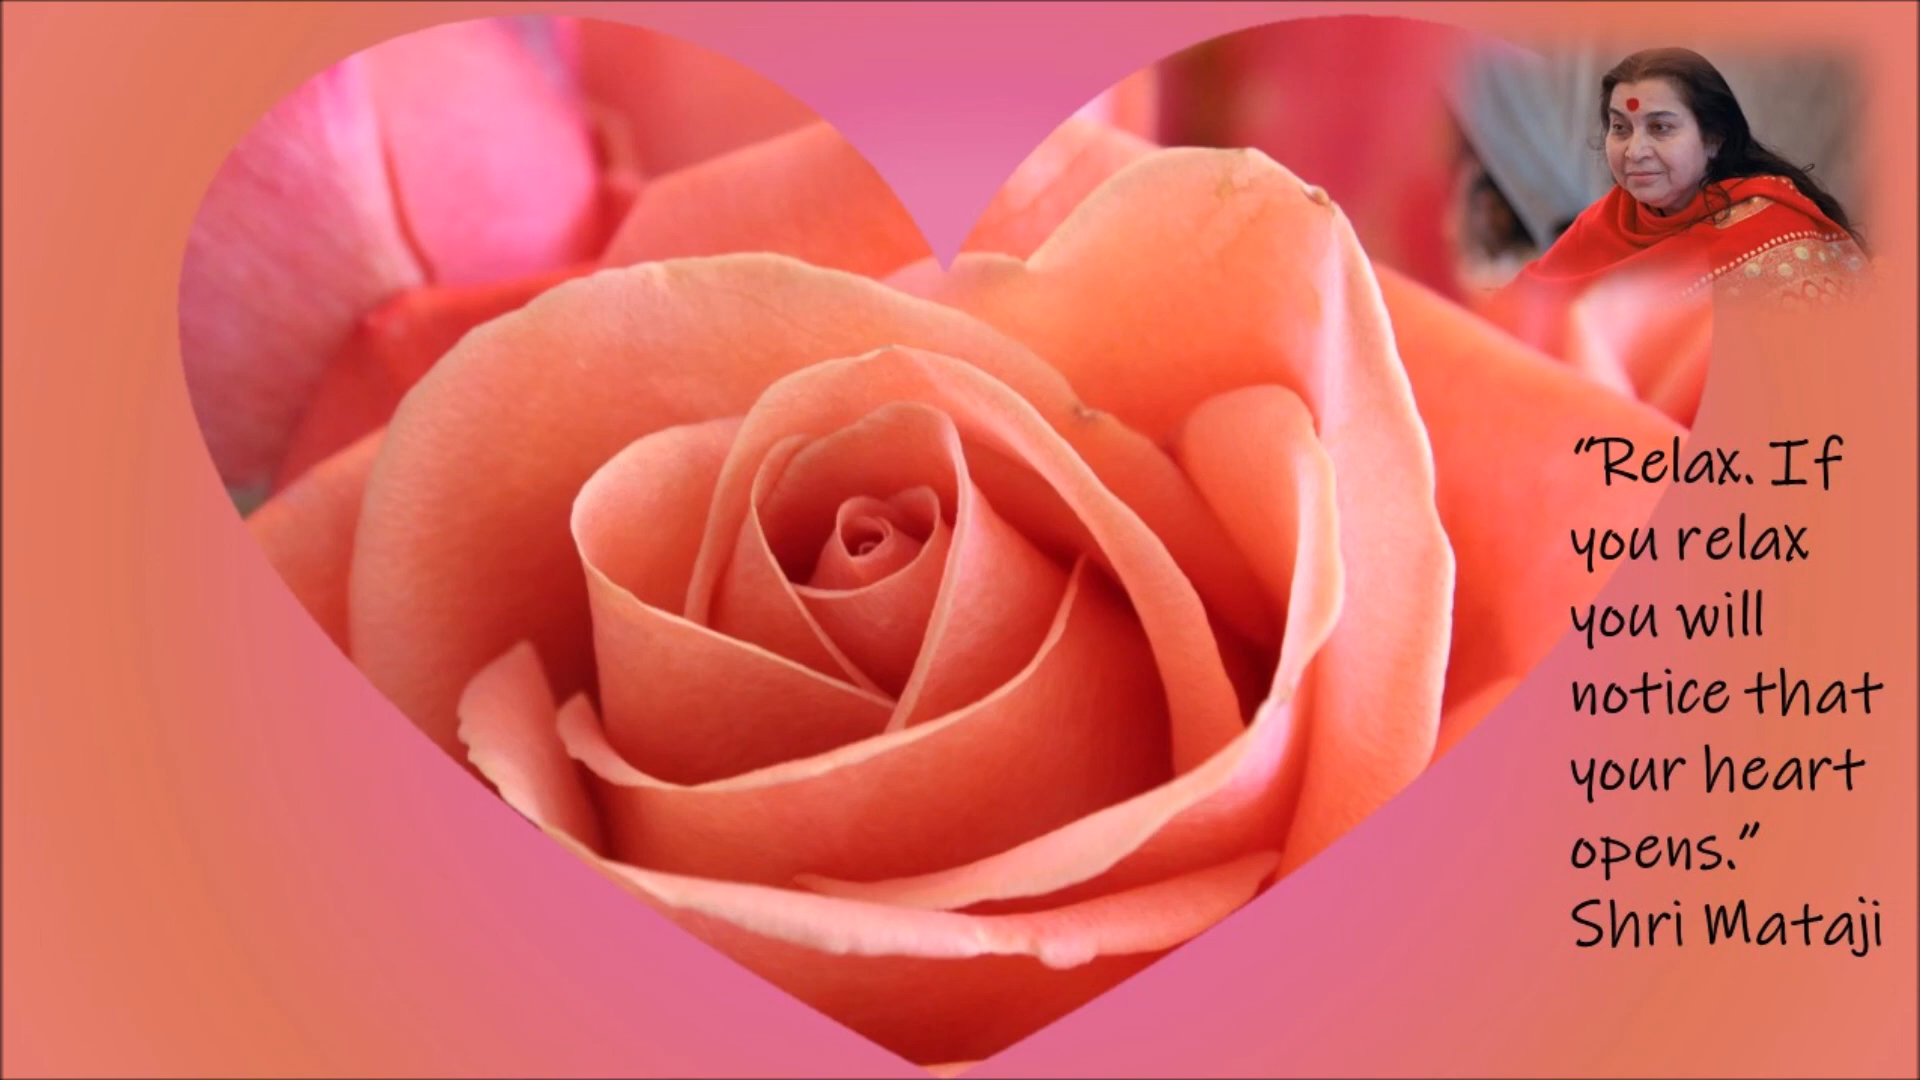 “Relax. If
you relax
you will
notice that
your heart
opens.”
Shri Mataji